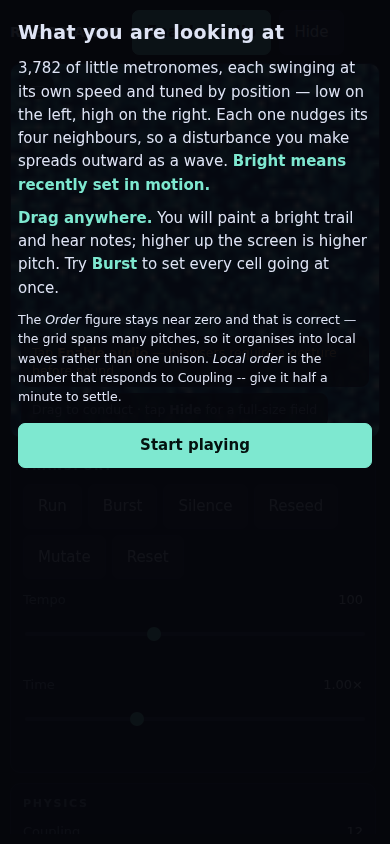 What you are looking at
Hide
3,782 of little metronomes, each swinging at
its own speed and tuned by position — low on
the left, high on the right. Each one nudges its
four neighbours, so a disturbance you make
spreads outward as a wave. Bright means
recently set in motion.
Drag anywhere. You will paint a bright trail
and hear notes; higher up the screen is higher
pitch. Try Burst to set every cell going at
once.
The Order figure stays near zero and that is correct —
the grid spans many pitches, so it organises into local
waves rather than one unison. Local order is the
number that responds to Coupling -- give it half a
minute to settle.
Start playing
Run Burst Silence Reseed
Mutate Reset
Tempo 100
Time 1.00×
PHYSICS
Coupling 12